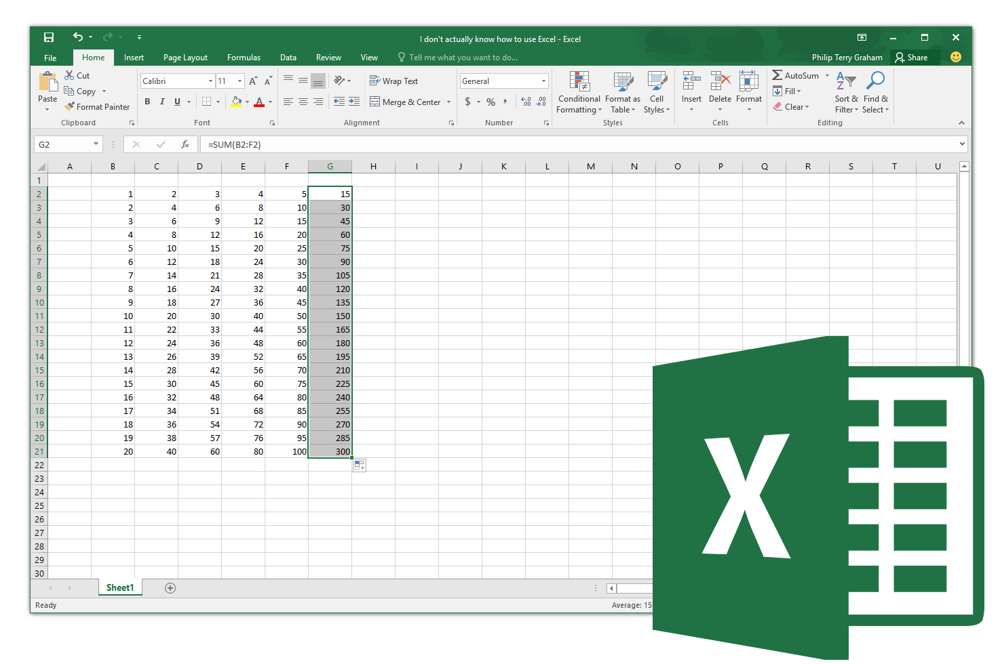 I don't actually know how to use Excel - Excel
File Home Insert Page Layout Formulas Data Review View Tell me what you want to do... Philip Terry Graham Share
Cut
Copy
Format Painter
Paste
Clipboard
Calibri 11 A A
B I U A
Font
Wrap Text
Merge & Center
Alignment
General
$ % , .00 .00
Number
Conditional Formatting
Format as Table
Cell Styles
Styles
Insert Delete Format
Cells
AutoSum
Fill
Clear
Sort & Filter
Find & Select
Editing
G2 fx =SUM(B2:F2)
A B C D E F G H I J K L M N O P Q R S T U
1
2 1 2 3 4 5 15
3 2 4 6 8 10 30
4 3 6 9 12 15 45
5 4 8 12 16 20 60
6 5 10 15 20 25 75
7 6 12 18 24 30 90
8 7 14 21 28 35 105
9 8 16 24 32 40 120
10 9 18 27 36 45 135
11 10 20 30 40 50 150
12 11 22 33 44 55 165
13 12 24 36 48 60 180
14 13 26 39 52 65 195
15 14 28 42 56 70 210
16 15 30 45 60 75 225
17 16 32 48 64 80 240
18 17 34 51 68 85 255
19 18 36 54 72 90 270
20 19 38 57 76 95 285
21 20 40 60 80 100 300
22
23
24
25
26
27
28
29
30
Sheet1
Ready Average: 15
X